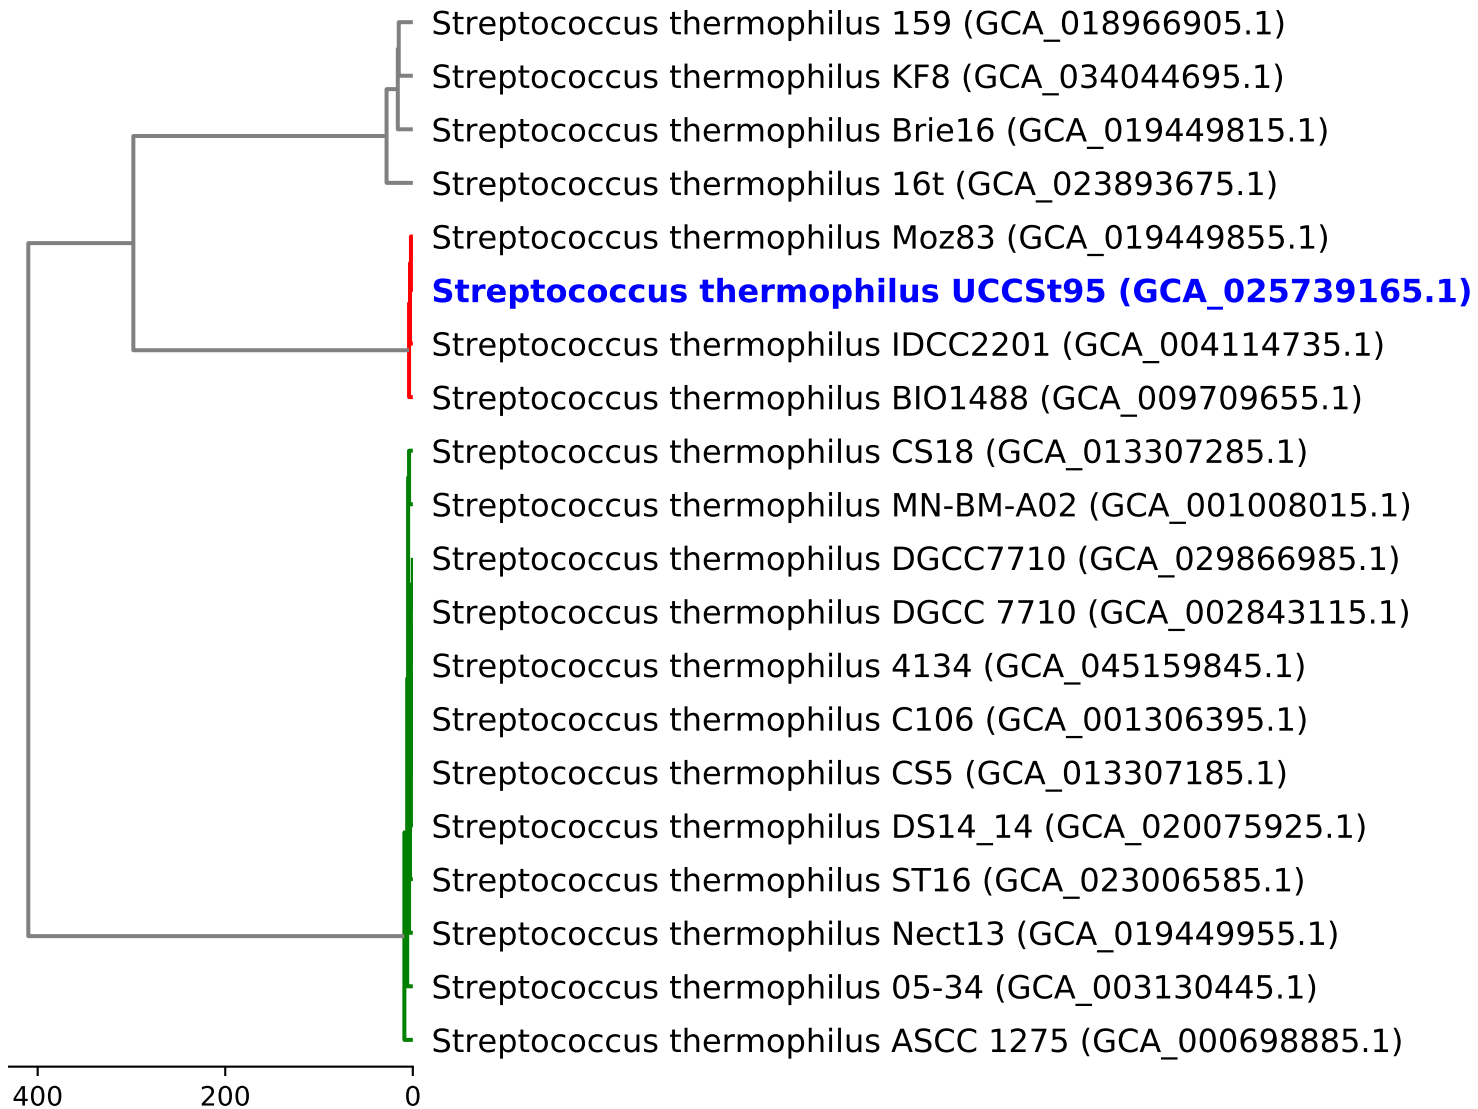 Streptococcus thermophilus 159 (GCA_018966905.1)
Streptococcus thermophilus KF8 (GCA_034044695.1)
Streptococcus thermophilus Brie16 (GCA_019449815.1)
Streptococcus thermophilus 16t (GCA_023893675.1)
Streptococcus thermophilus Moz83 (GCA_019449855.1)
Streptococcus thermophilus UCCSt95 (GCA_025739165.1)
Streptococcus thermophilus IDCC2201 (GCA_004114735.1)
Streptococcus thermophilus BIO1488 (GCA_009709655.1)
Streptococcus thermophilus CS18 (GCA_013307285.1)
Streptococcus thermophilus MN-BM-A02 (GCA_001008015.1)
Streptococcus thermophilus DGCC7710 (GCA_029866985.1)
Streptococcus thermophilus DGCC 7710 (GCA_002843115.1)
Streptococcus thermophilus 4134 (GCA_045159845.1)
Streptococcus thermophilus C106 (GCA_001306395.1)
Streptococcus thermophilus CS5 (GCA_013307185.1)
Streptococcus thermophilus DS14_14 (GCA_020075925.1)
Streptococcus thermophilus ST16 (GCA_023006585.1)
Streptococcus thermophilus Nect13 (GCA_019449955.1)
Streptococcus thermophilus 05-34 (GCA_003130445.1)
Streptococcus thermophilus ASCC 1275 (GCA_000698885.1)
400 200 0